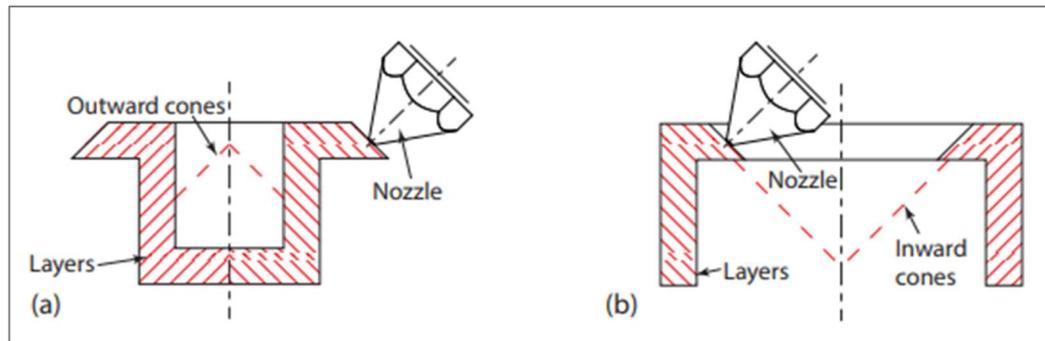 Outward cones
Nozzle
Layers
(a)
Nozzle
Layers
Inward
cones
(b)